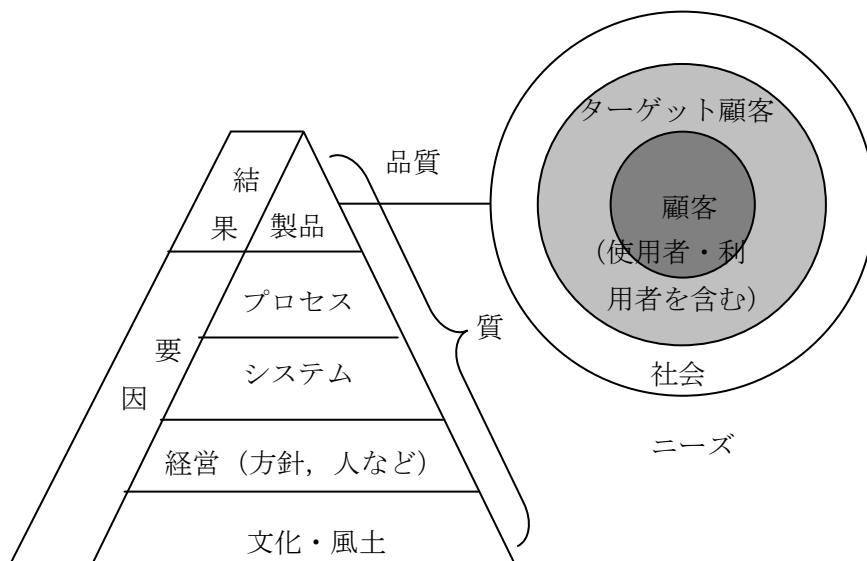 ターゲット顧客
結果
品質
顧客
製品
(使用者・利
用者を含む)
プロセス
質
要因
システム
社会
ニーズ
経営(方針，人など)
文化・風土